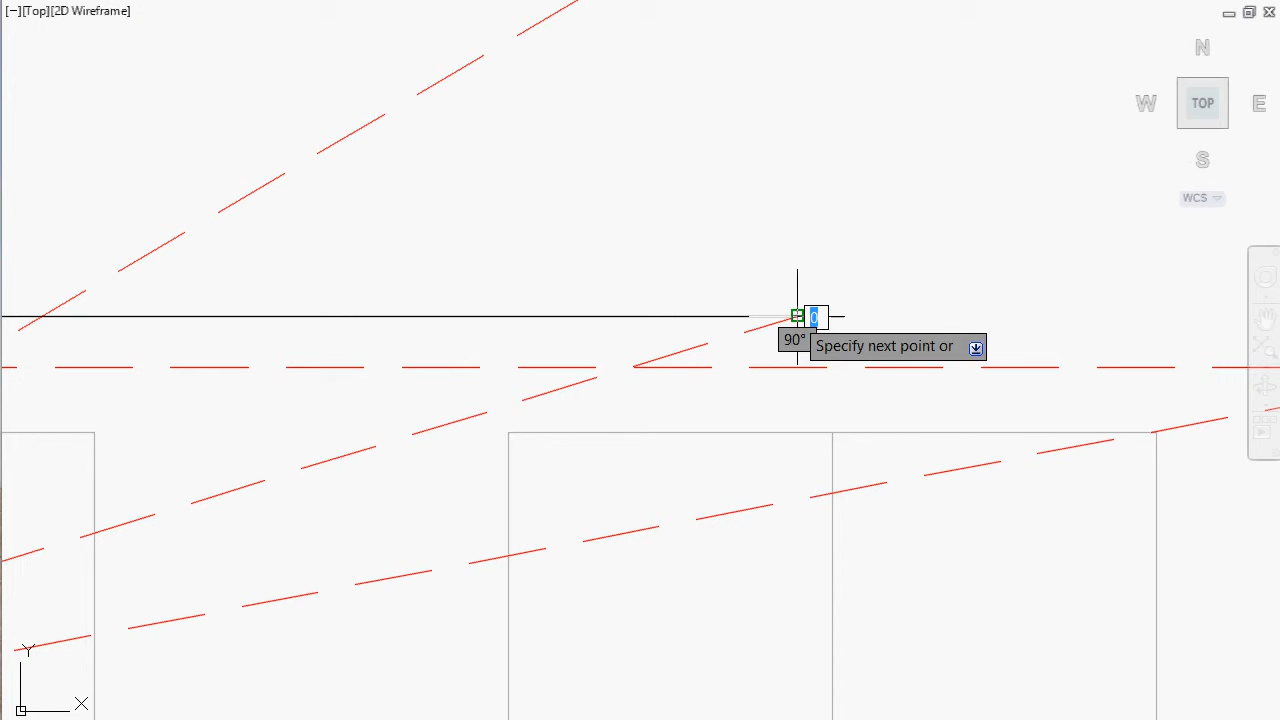 [−][Top][2D Wireframe]
N
W TOP E
S
WCS
0
90°
Specify next point or
Y
X